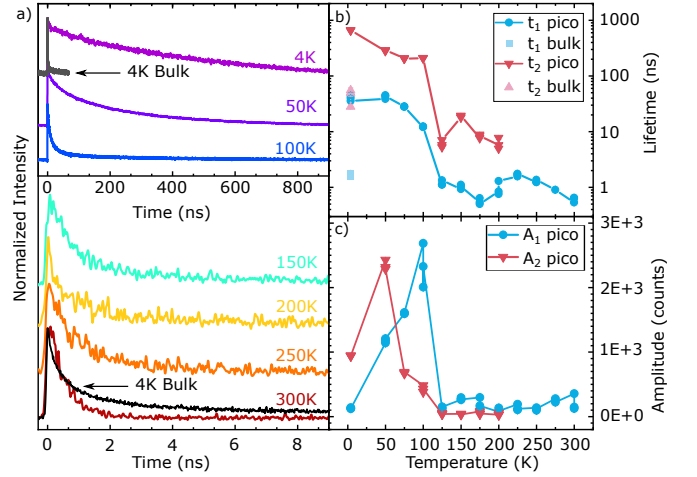 a)
4K
4K Bulk
50K
100K
0 200 400 600 800
Time (ns)
Normalized Intensity
150K
200K
250K
4K Bulk
300K
0 2 4 6 8
Time (ns)
b)
t₁ pico
t₁ bulk
t₂ pico
t₂ bulk
1000
100
10
1
Lifetime (ns)
c)
A₁ pico
A₂ pico
3E+3
2E+3
1E+3
0E+0
Amplitude (counts)
0 50 100 150 200 250 300
Temperature (K)